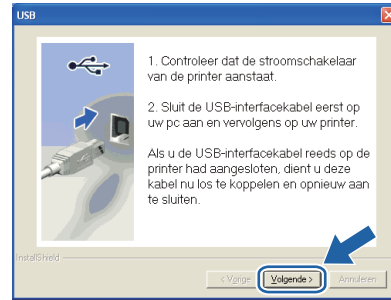 USB
1. Controleer dat de stroomschakelaar
van de printer aanstaat.
2. Sluit de USB-interfacekabel eerst op
uw pc aan en vervolgens op uw printer.
Als u de USB-interfacekabel reeds op de
printer had aangesloten, dient u deze
kabel nu los te koppelen en opnieuw aan
te sluiten.
InstallShield
< Vorige Volgende > Annuleren